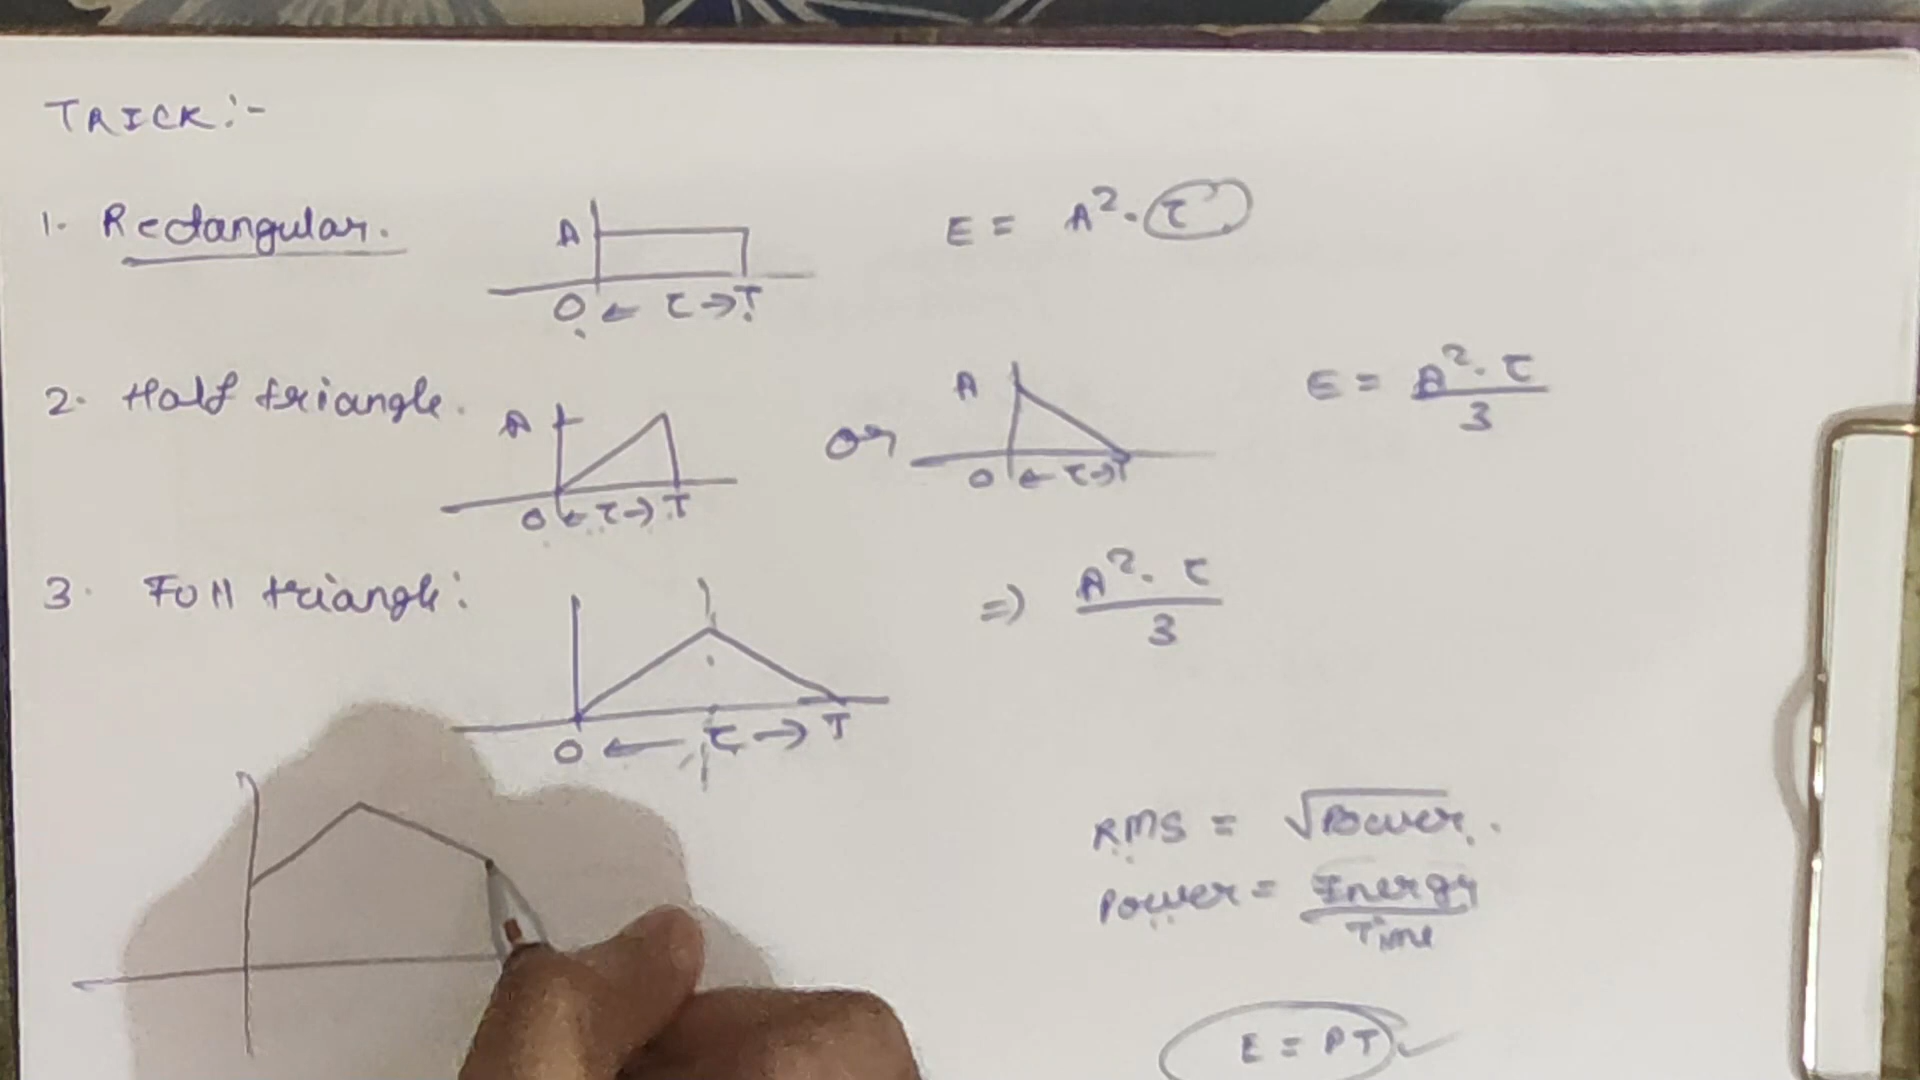 TRICK:-
1. Rectangular.
A
0 ← τ → T
E = A². τ
2. Half triangle.
A
0 ← τ → T
or
A
0 ← τ → T
E = A². τ / 3
3. Full triangle:
0 ← τ → T
=) A². τ / 3
RMS = √Power.
Power = Energy / Time
E = PT